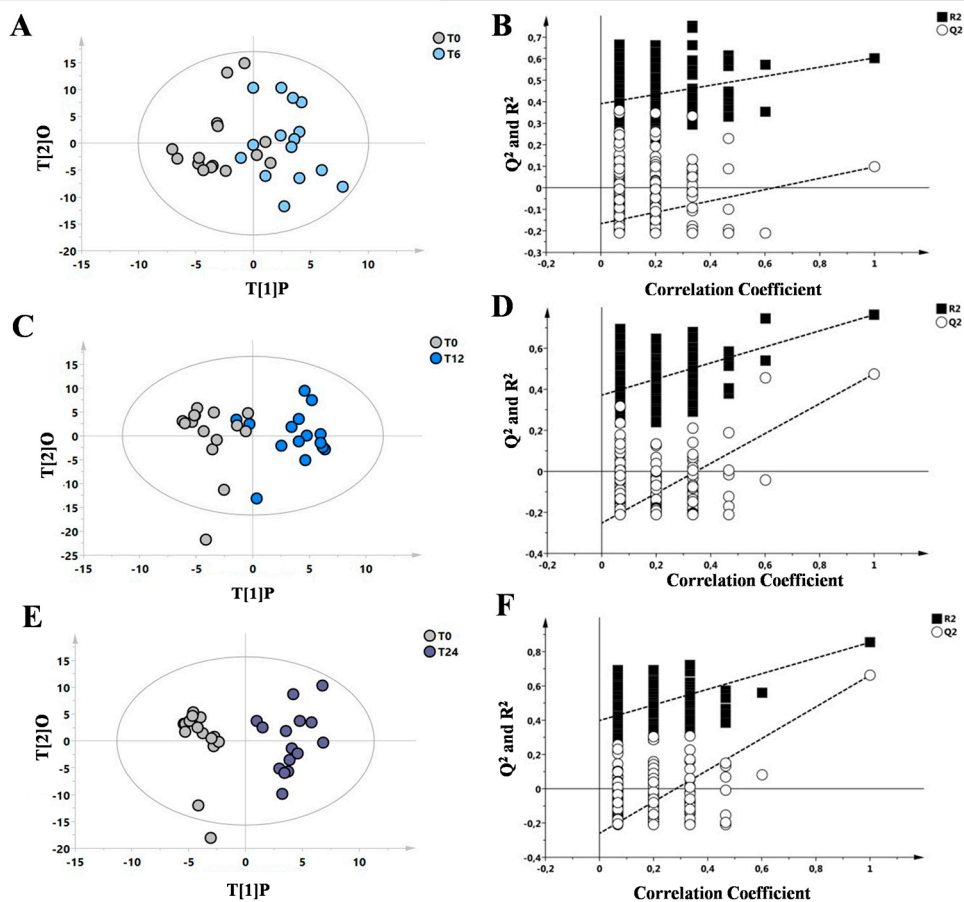 A
T0
T6
15
10
5
0
-5
-10
-15
-20
-15
-10
-5
0
5
10
T[2]O
T[1]P
B
R2
Q2
0,7
0,6
0,5
0,4
0,3
0,2
0,1
0
-0,1
-0,2
-0,3
-0,2
0
0,2
0,4
0,6
0,8
1
Q² and R²
Correlation Coefficient
C
T0
T12
15
10
5
0
-5
-10
-15
-20
-25
-15
-10
-5
0
5
10
T[2]O
T[1]P
D
R2
Q2
0,6
0,4
0,2
0
-0,2
-0,4
-0,2
0
0,2
0,4
0,6
0,8
1
Q² and R²
Correlation Coefficient
E
T0
T24
15
10
5
0
-5
-10
-15
-20
-15
-10
-5
0
5
10
T[2]O
T[1]P
F
R2
Q2
0,8
0,6
0,4
0,2
0
-0,2
-0,4
-0,2
0
0,2
0,4
0,6
0,8
1
Q² and R²
Correlation Coefficient